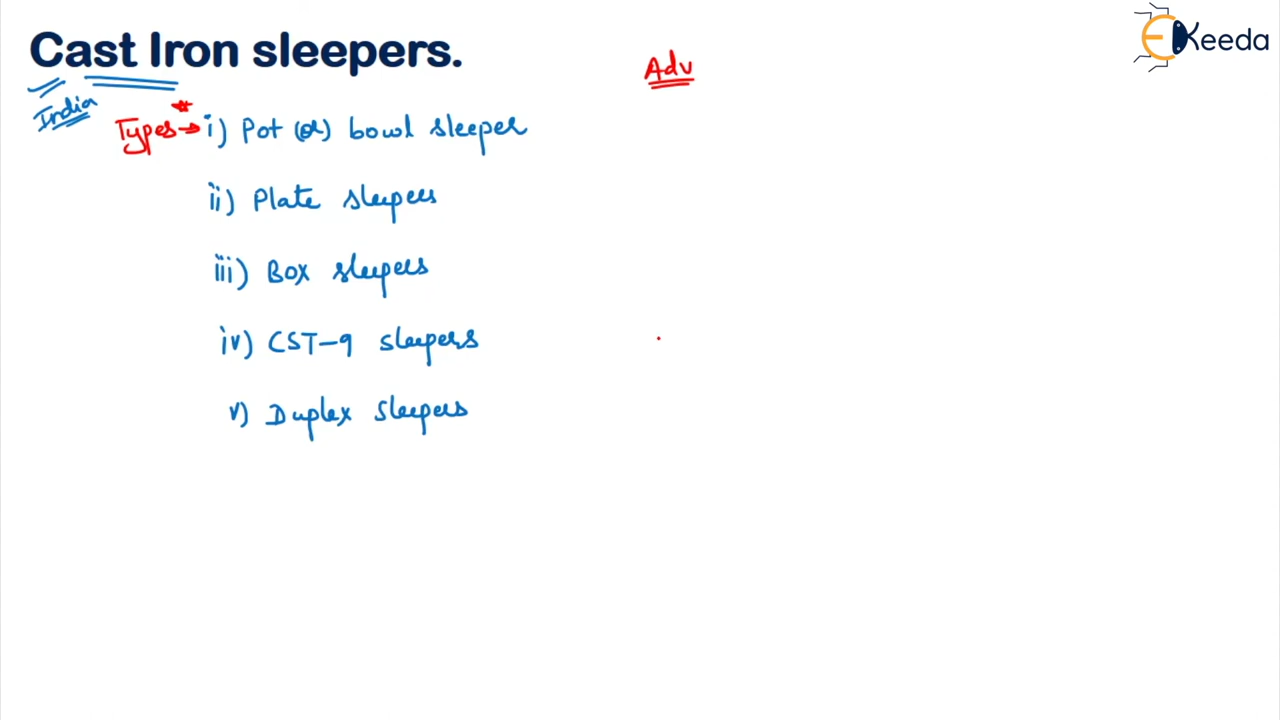 Cast Iron sleepers.
EKeeda
India
Adv
Types → i) Pot (or) bowl sleeper
ii) Plate sleepers
iii) Box sleepers
iv) CST-9 sleepers
v) Duplex sleepers